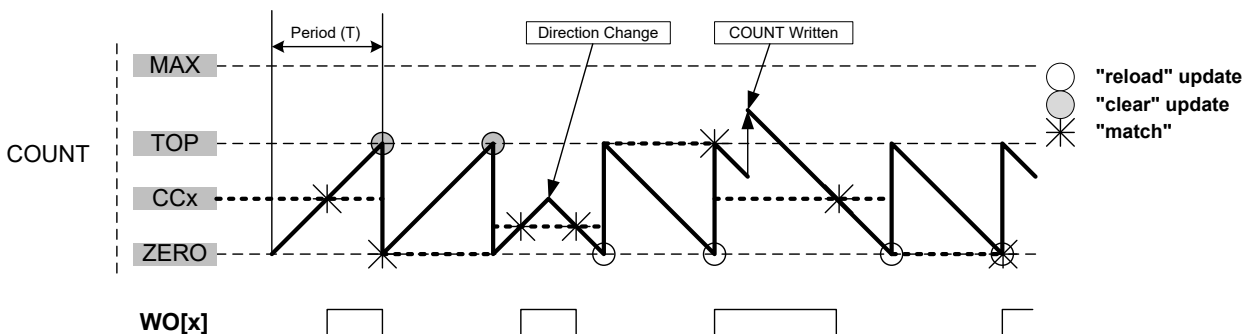 Period (T)
Direction Change
COUNT Written
MAX
"reload" update
"clear" update
"match"
TOP
COUNT
CCx
ZERO
WO[x]